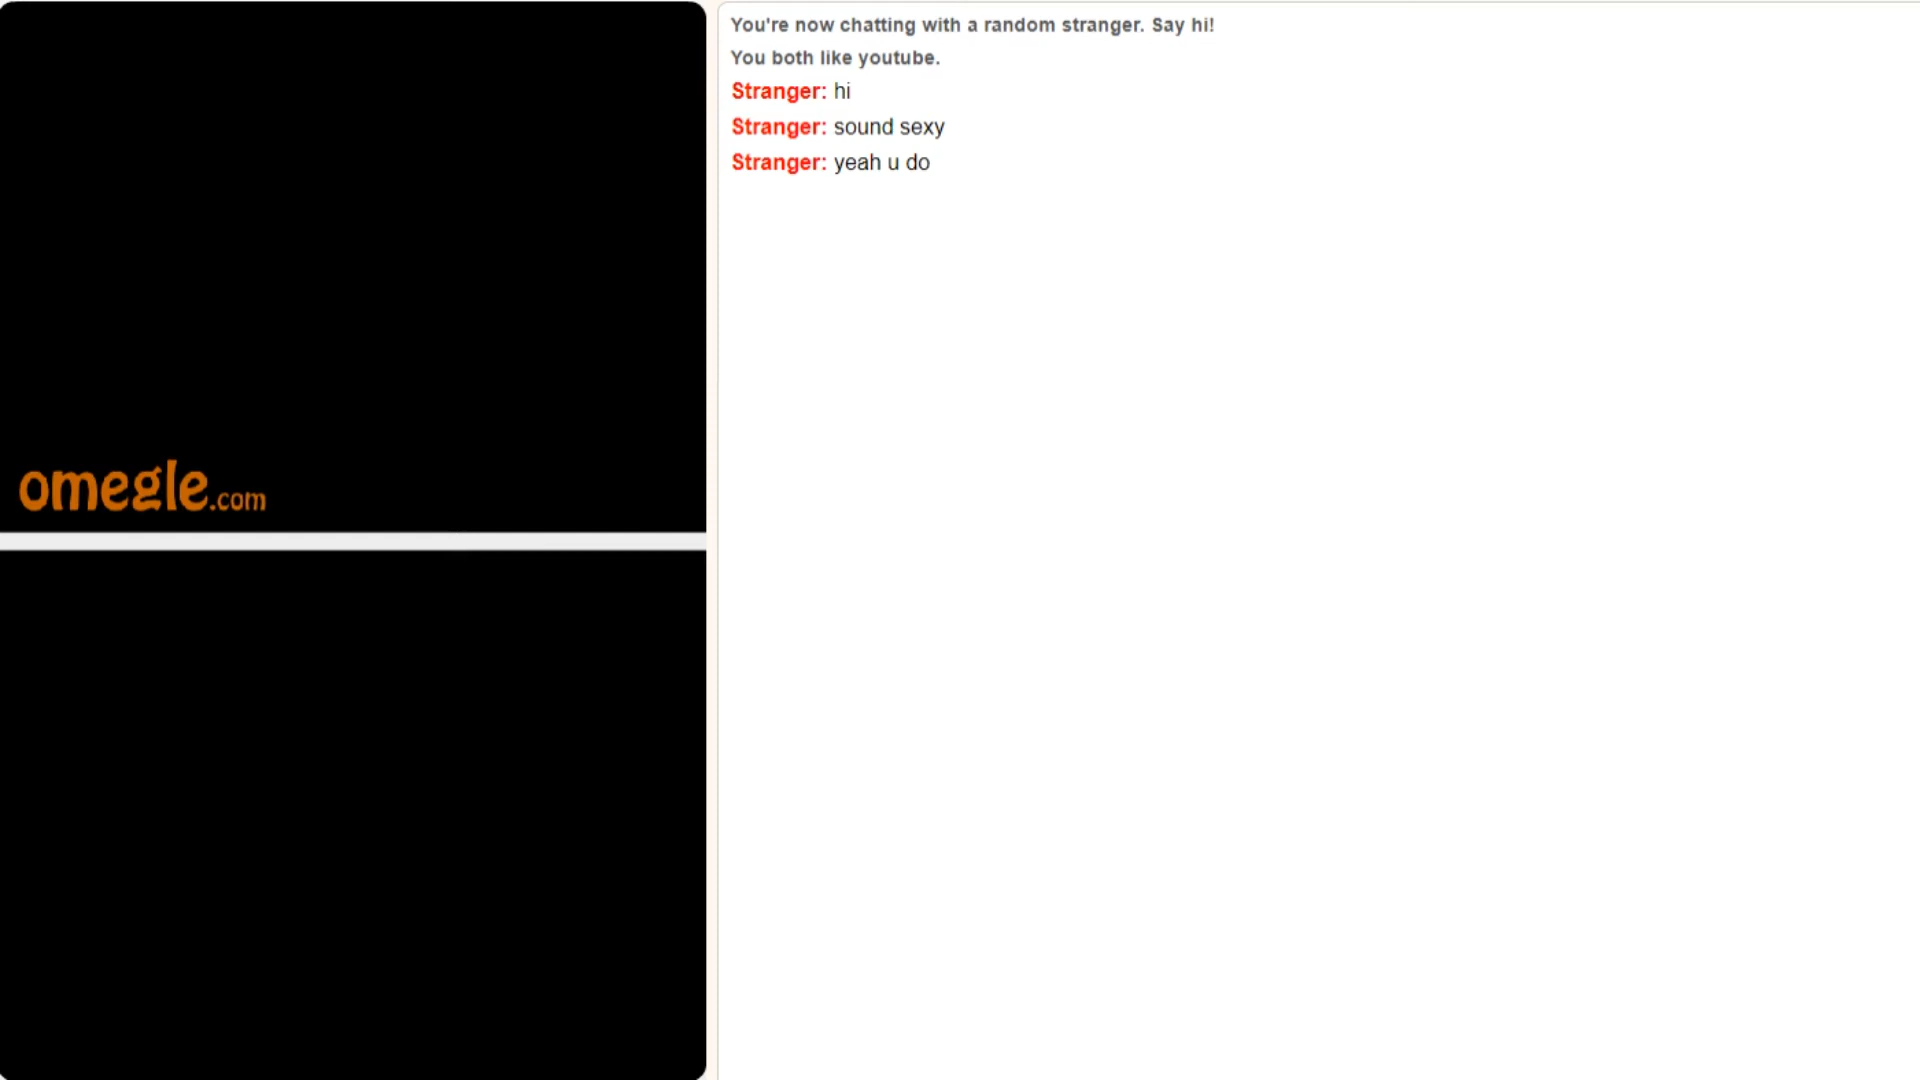 You're now chatting with a random stranger. Say hi!
You both like youtube.
Stranger: hi
Stranger: sound sexy
Stranger: yeah u do
omegle.com